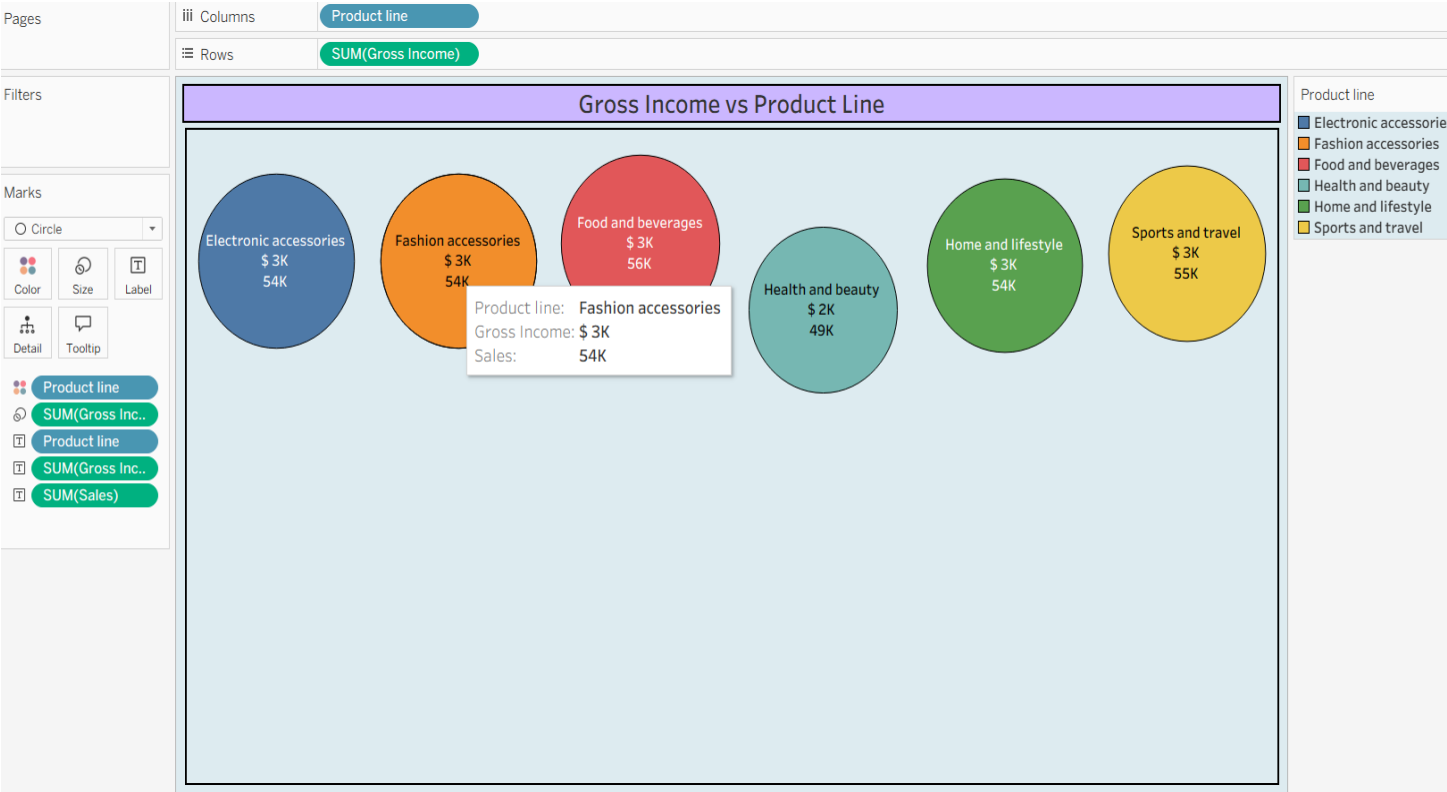 Pages
Columns
Product line
Rows
SUM(Gross Income)
Filters
Marks
Circle
Color
Size
Label
Detail
Tooltip
Product line
SUM(Gross Inc..
Product line
SUM(Gross Inc..
SUM(Sales)
Gross Income vs Product Line
Electronic accessories
$ 3K
54K
Fashion accessories
$ 3K
54K
Food and beverages
$ 3K
56K
Product line: Fashion accessories
Gross Income: $ 3K
Sales: 54K
Health and beauty
$ 2K
49K
Home and lifestyle
$ 3K
54K
Sports and travel
$ 3K
55K
Product line
Electronic accessorie
Fashion accessories
Food and beverages
Health and beauty
Home and lifestyle
Sports and travel